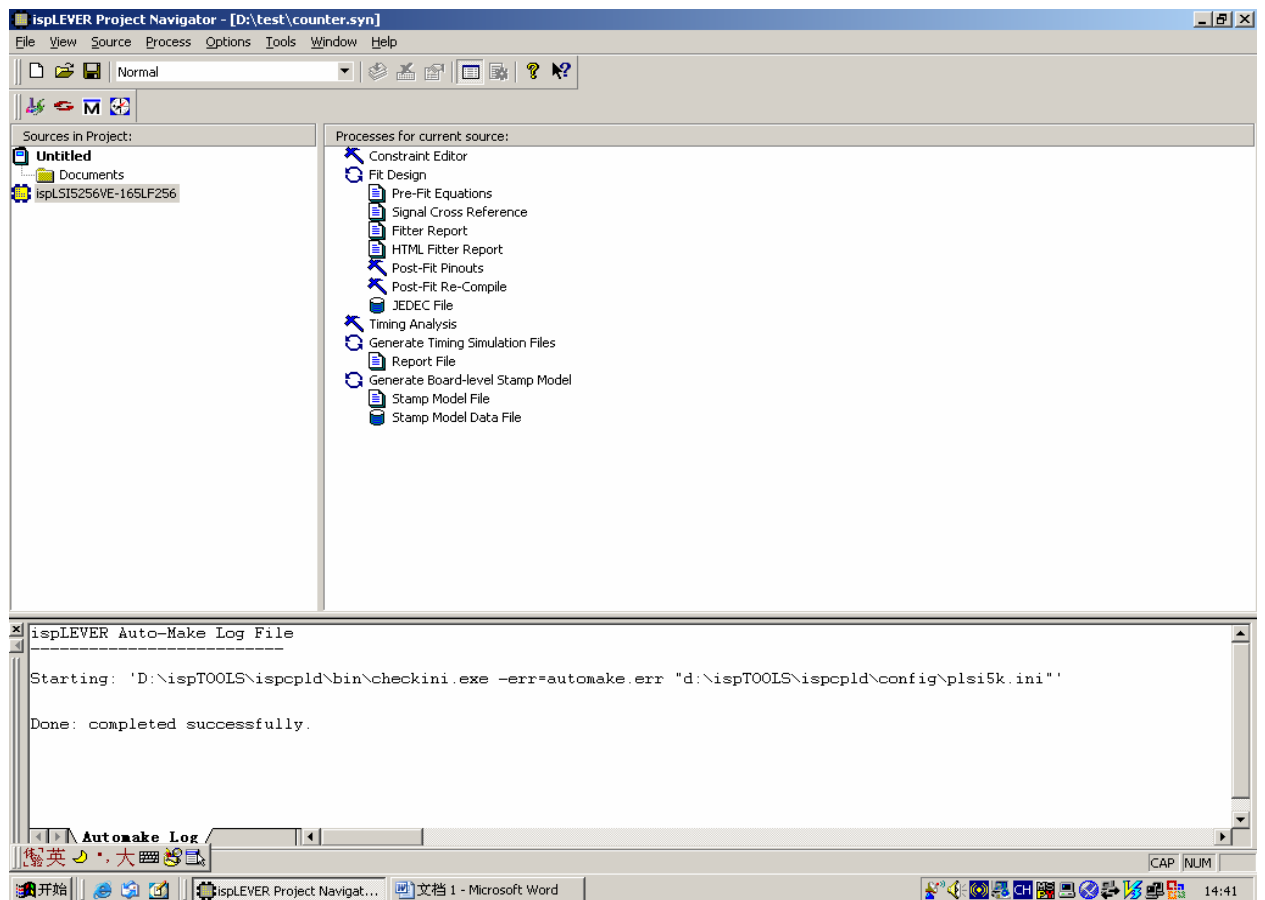 ispLEVER Project Navigator - [D:\test\counter.syn]
File View Source Process Options Tools Window Help
Normal
Sources in Project:
Untitled
Documents
ispLSI5256VE-165LF256
Processes for current source:
Constraint Editor
Fit Design
Pre-Fit Equations
Signal Cross Reference
Fitter Report
HTML Fitter Report
Post-Fit Pinouts
Post-Fit Re-Compile
JEDEC File
Timing Analysis
Generate Timing Simulation Files
Report File
Generate Board-level Stamp Model
Stamp Model File
Stamp Model Data File
ispLEVER Auto-Make Log File
--------------------------
Starting: 'D:\ispTOOLS\ispcpld\bin\checkini.exe -err=automake.err "d:\ispTOOLS\ispcpld\config\plsi5k.ini"'
Done: completed successfully.
Automake Log
英 大
CAP NUM
开始 ispLEVER Project Navigat... 文档 1 - Microsoft Word CH 14:41